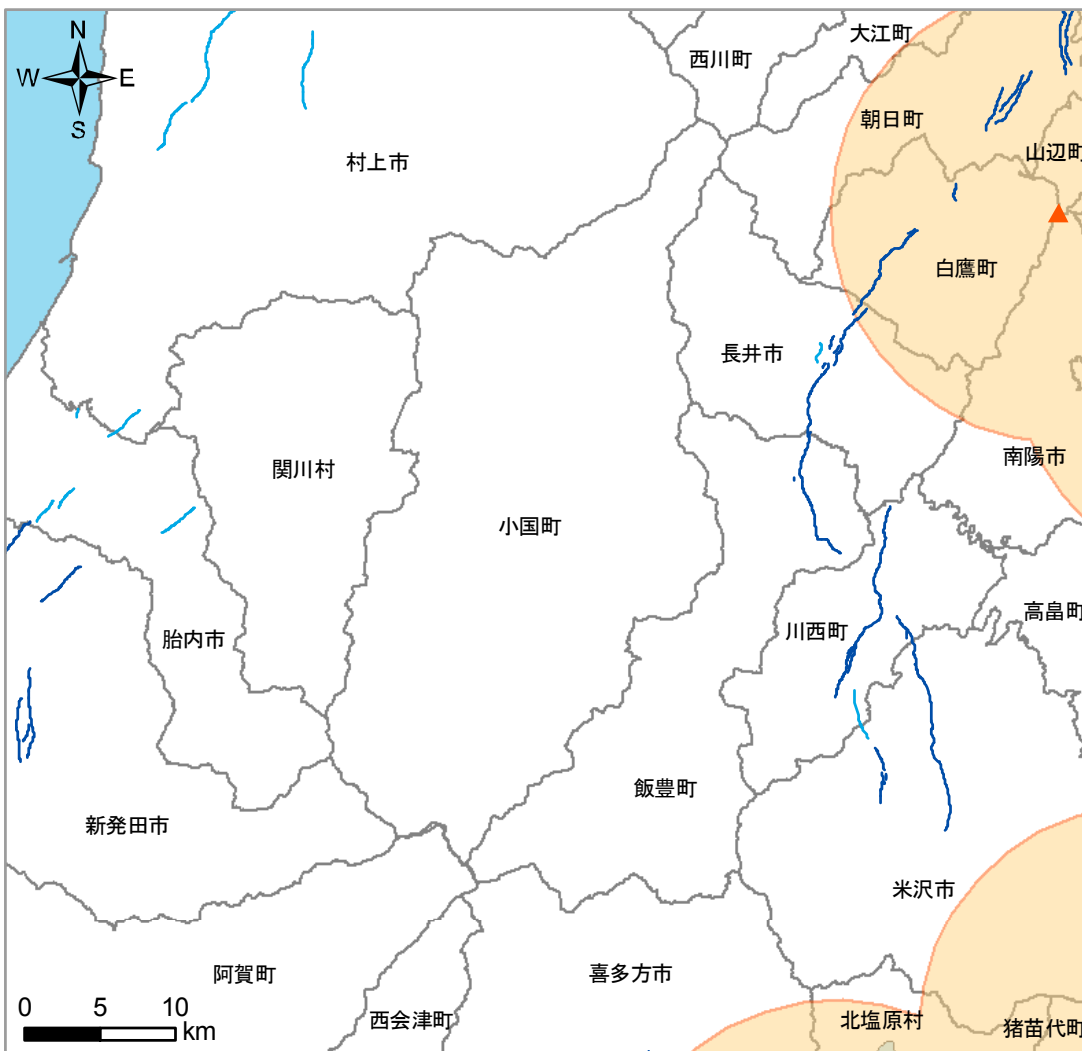 大江町
N
西川町
W
E
朝日町
S
山辺町
村上市
白鷹町
長井市
南陽市
関川村
小国町
高畠町
川西町
胎内市
飯豊町
新発田市
米沢市
阿賀町
喜多方市
0 5 10
km
西会津町
北塩原村
猪苗代町